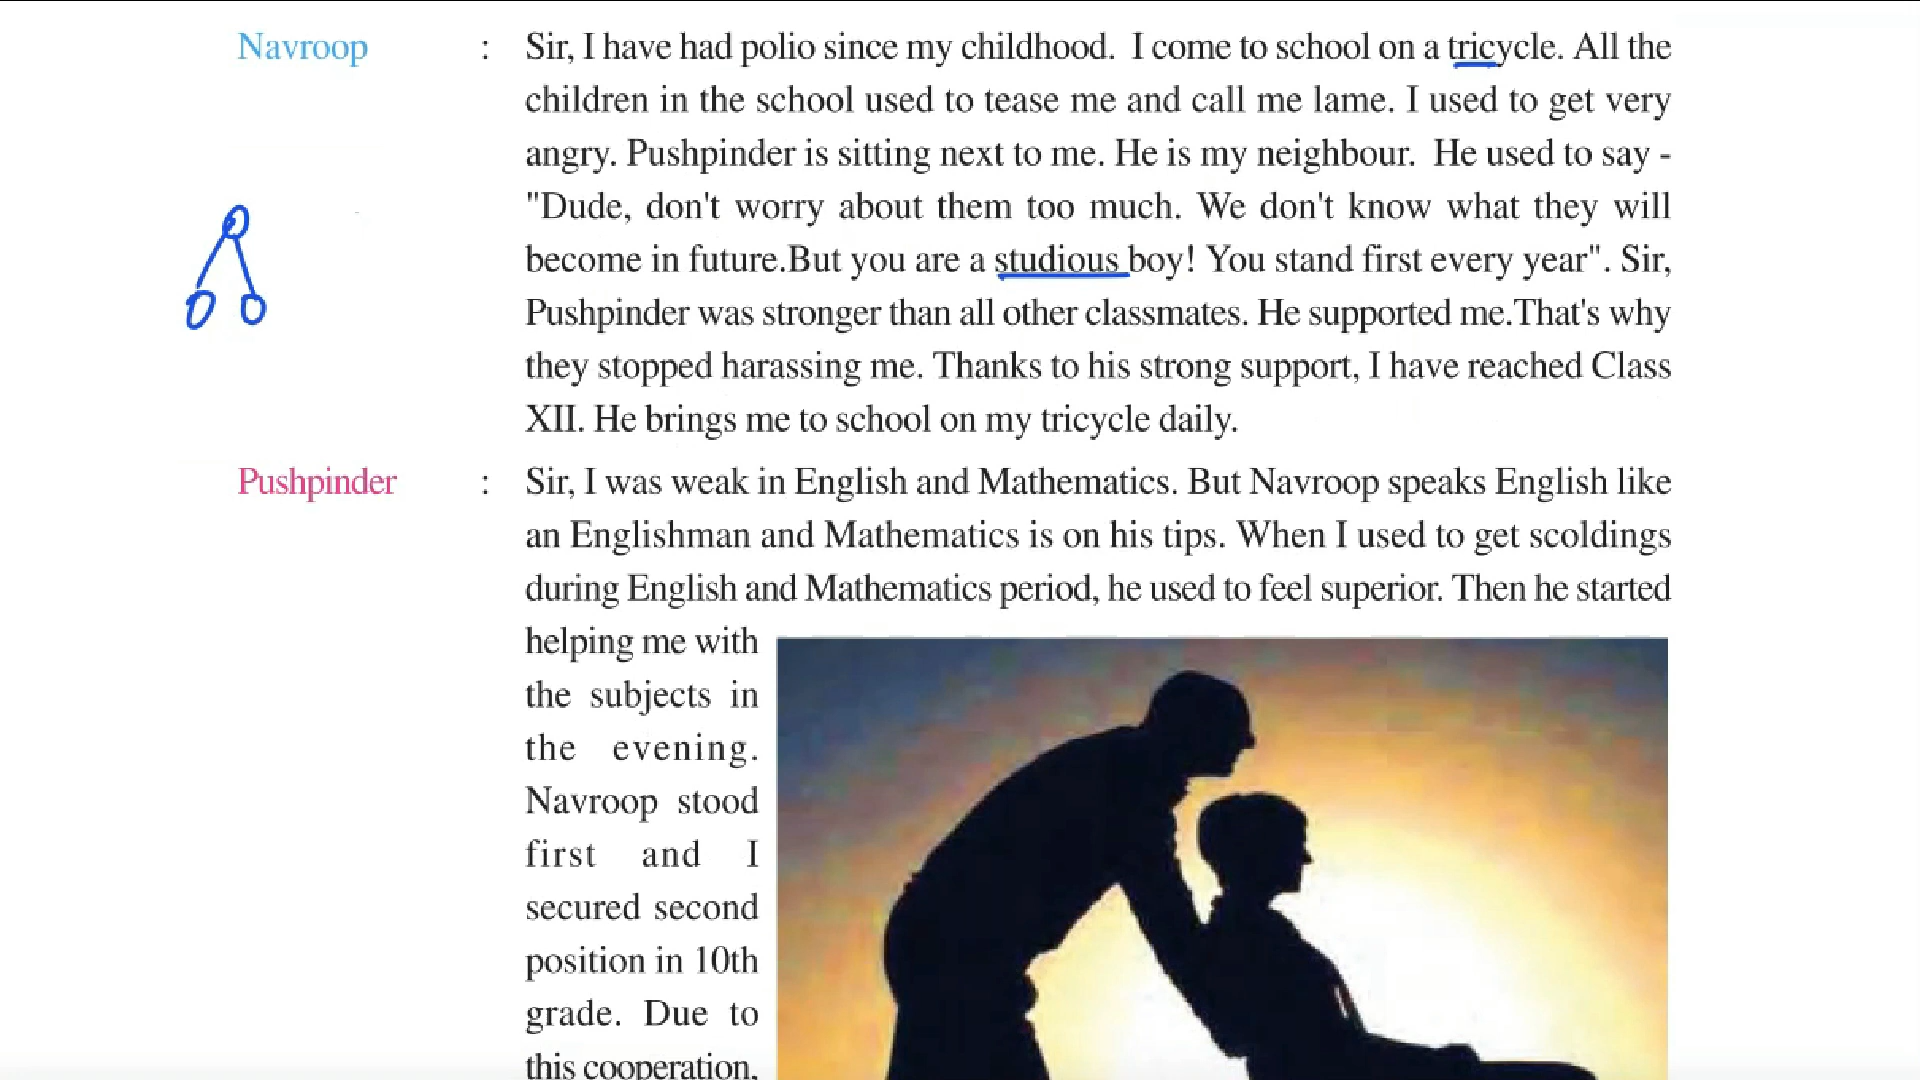 Navroop : Sir, I have had polio since my childhood.  I come to school on a tricycle. All the
children in the school used to tease me and call me lame. I used to get very
angry. Pushpinder is sitting next to me. He is my neighbour.  He used to say -
"Dude, don't worry about them too much. We don't know what they will
become in future.But you are a studious boy! You stand first every year". Sir,
Pushpinder was stronger than all other classmates. He supported me.That's why
they stopped harassing me. Thanks to his strong support, I have reached Class
XII. He brings me to school on my tricycle daily.
Pushpinder : Sir, I was weak in English and Mathematics. But Navroop speaks English like
an Englishman and Mathematics is on his tips. When I used to get scoldings
during English and Mathematics period, he used to feel superior. Then he started
helping me with
the subjects in
the evening.
Navroop stood
first and I
secured second
position in 10th
grade. Due to
this cooperation,